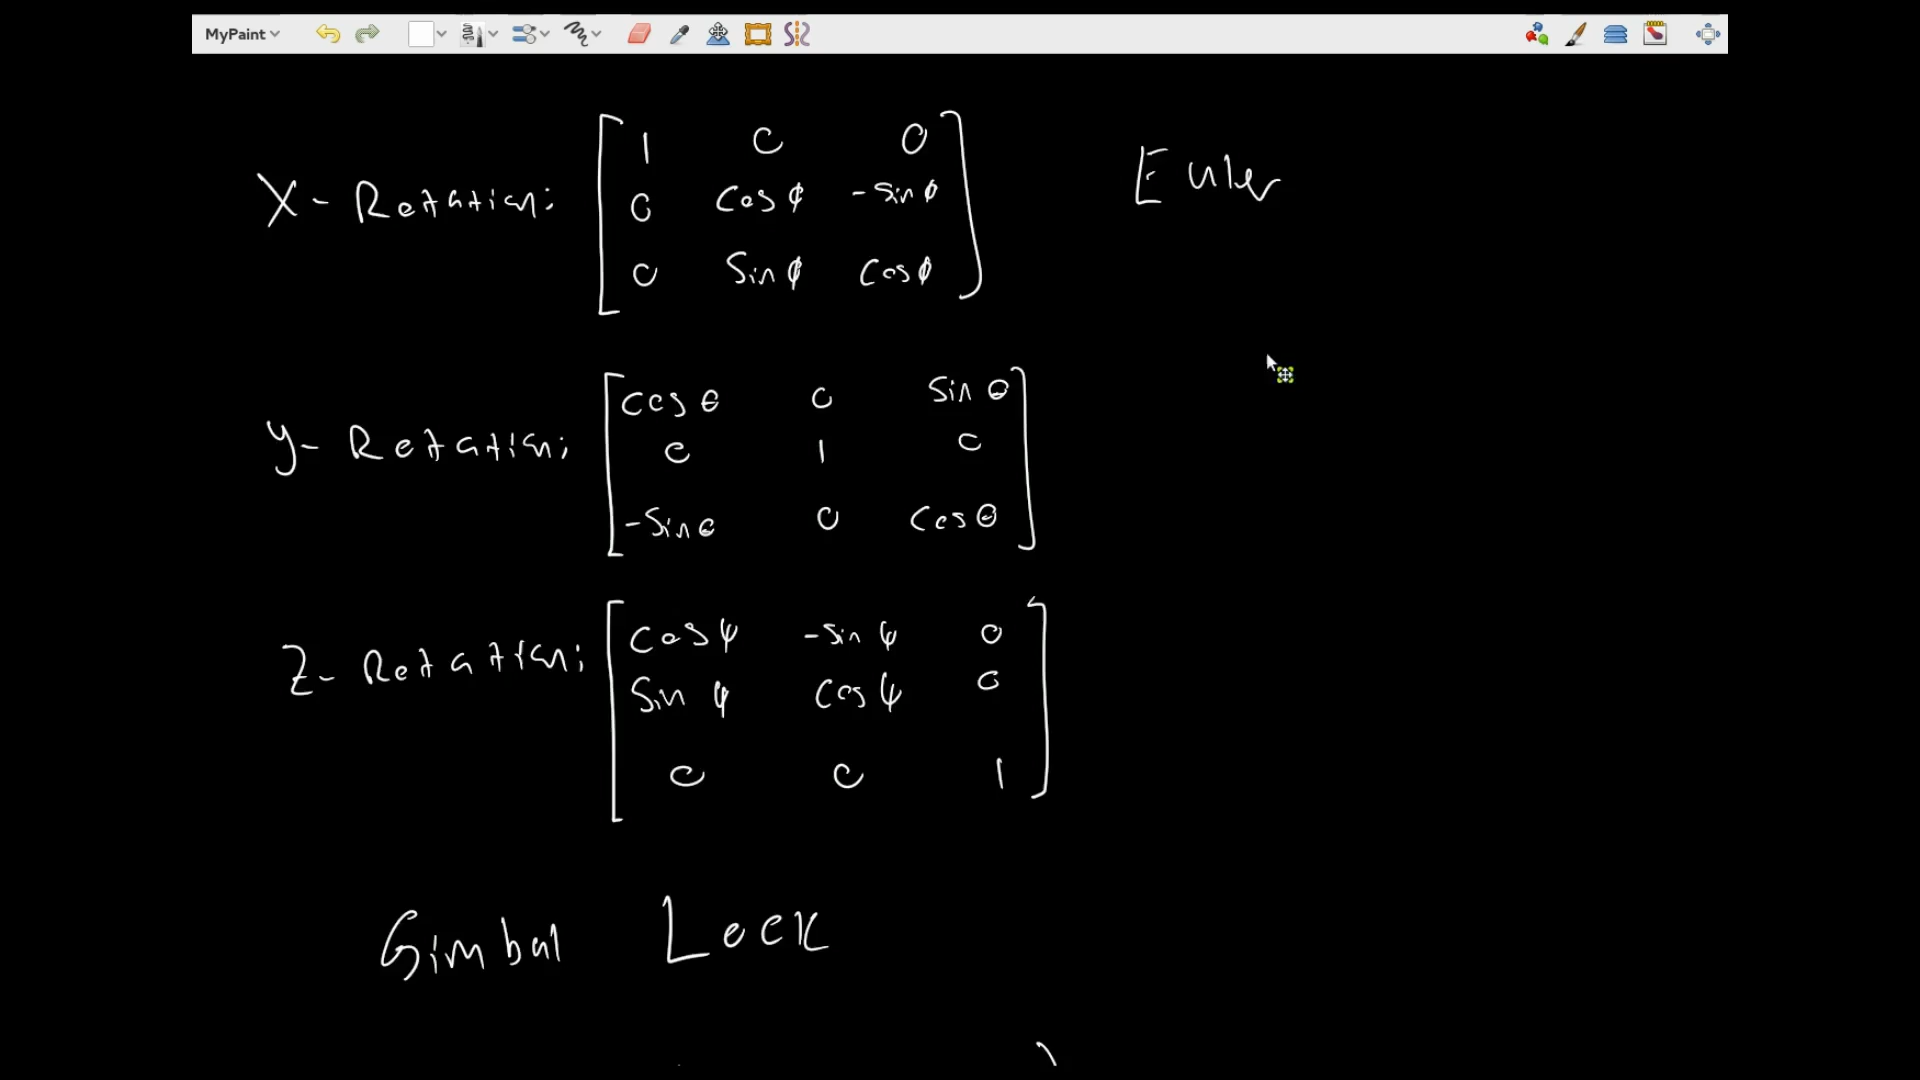 MyPaint
1 0 0
Euler
X-Rotation: 0 cos φ -sin φ
0 sin φ cos φ
cos θ 0 sin θ
Y-Rotation: 0 1 0
-sin θ 0 cos θ
cos ψ -sin ψ 0
Z-Rotation: sin ψ cos ψ 0
0 0 1
Gimbal Lock